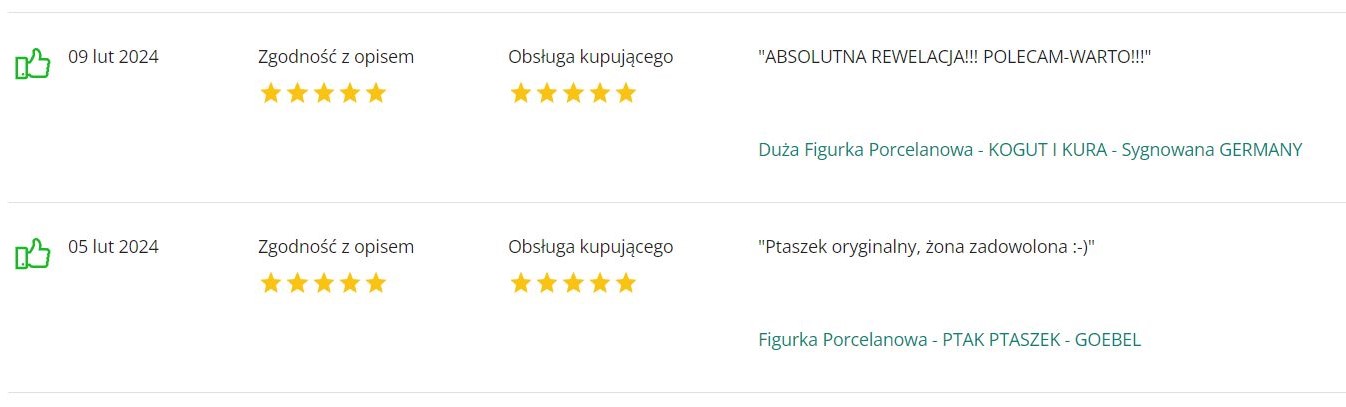 09 lut 2024 Zgodność z opisem Obsługa kupującego "ABSOLUTNA REWELACJA!!! POLECAM-WARTO!!!"
Duża Figurka Porcelanowa - KOGUT I KURA - Sygnowana GERMANY
05 lut 2024 Zgodność z opisem Obsługa kupującego "Ptaszek oryginalny, żona zadowolona :-)"
Figurka Porcelanowa - PTAK PTASZEK - GOEBEL